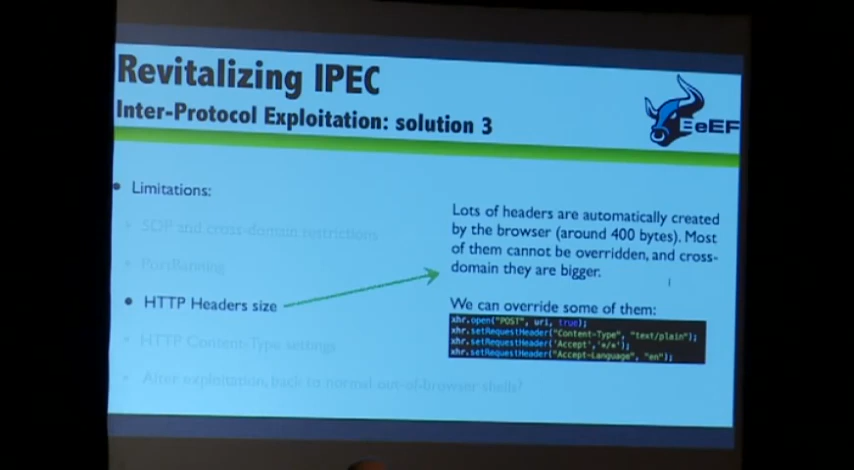 Revitalizing IPEC
Inter-Protocol Exploitation: solution 3
BeEF
Limitations:
SOP and cross-domain restrictions
PortBanning
HTTP Headers size
HTTP Content-Type settings
After exploitation, back to normal out-of-browser shells?
Lots of headers are automatically created
by the browser (around 400 bytes). Most
of them cannot be overridden, and cross-
domain they are bigger.
We can override some of them:
xhr.open("POST", uri, true);
xhr.setRequestHeader("Content-Type", "text/plain");
xhr.setRequestHeader('Accept','*/*');
xhr.setRequestHeader("Accept-Language", "en");